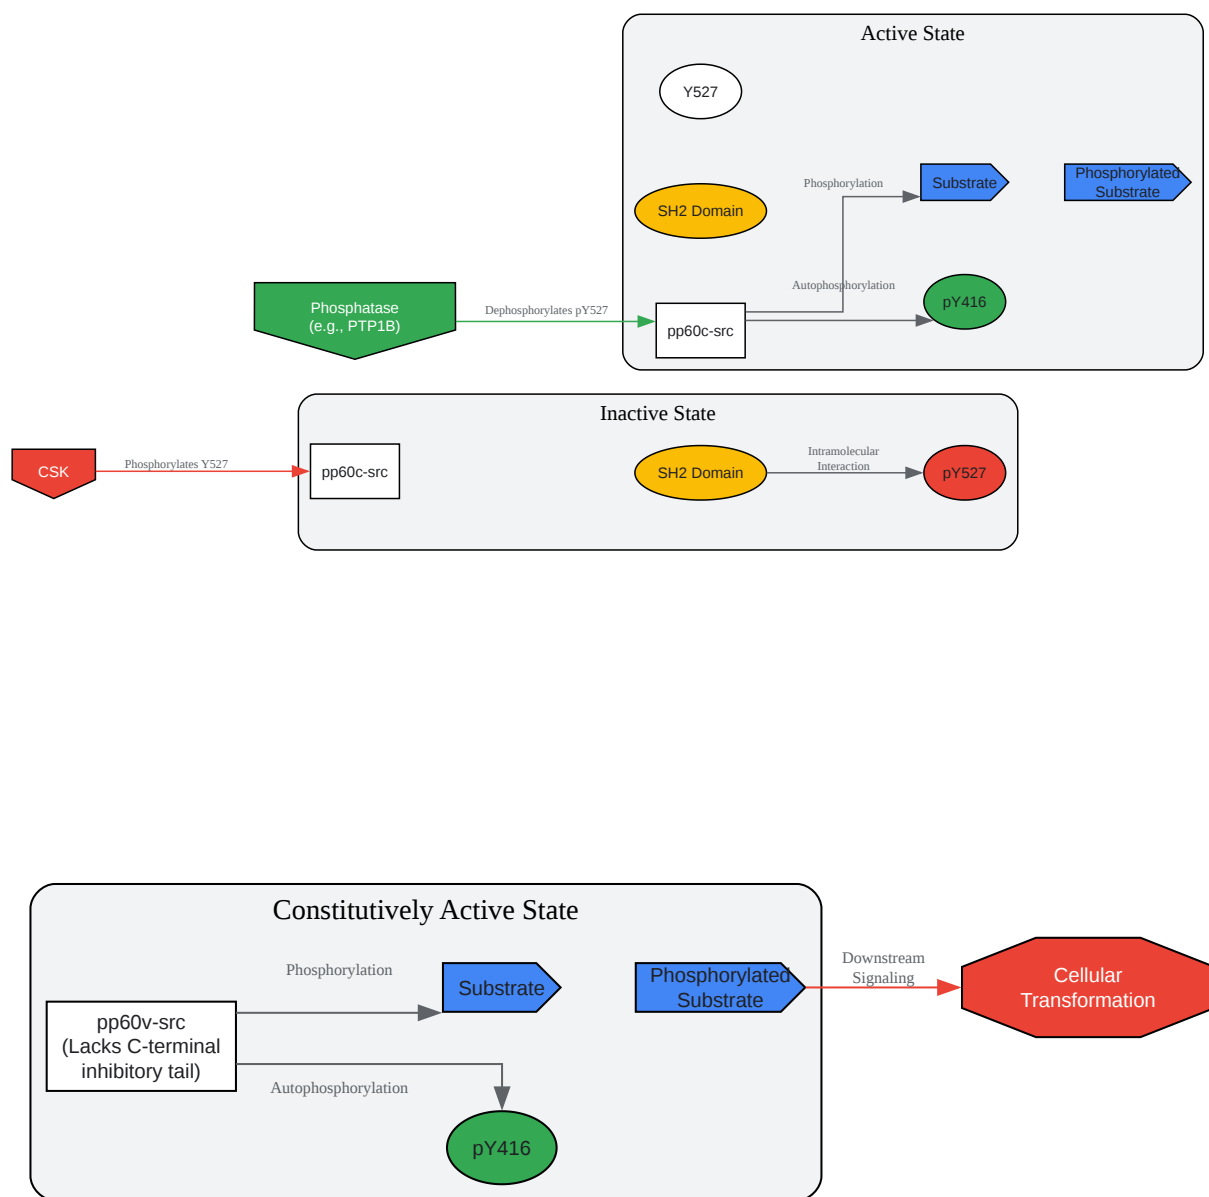 Active State
Y527
Phosphorylation
Substrate
Phosphorylated
Substrate
SH2 Domain
Phosphatase
(e.g., PTP1B)
Dephosphorylates pY527
Autophosphorylation
pp60c-src
pY416
Inactive State
CSK
Phosphorylates Y527
pp60c-src
SH2 Domain
Intramolecular
Interaction
pY527
Constitutively Active State
Phosphorylation
Substrate
Phosphorylated
Substrate
Downstream
Signaling
Cellular
Transformation
pp60v-src
(Lacks C-terminal
inhibitory tail)
Autophosphorylation
pY416